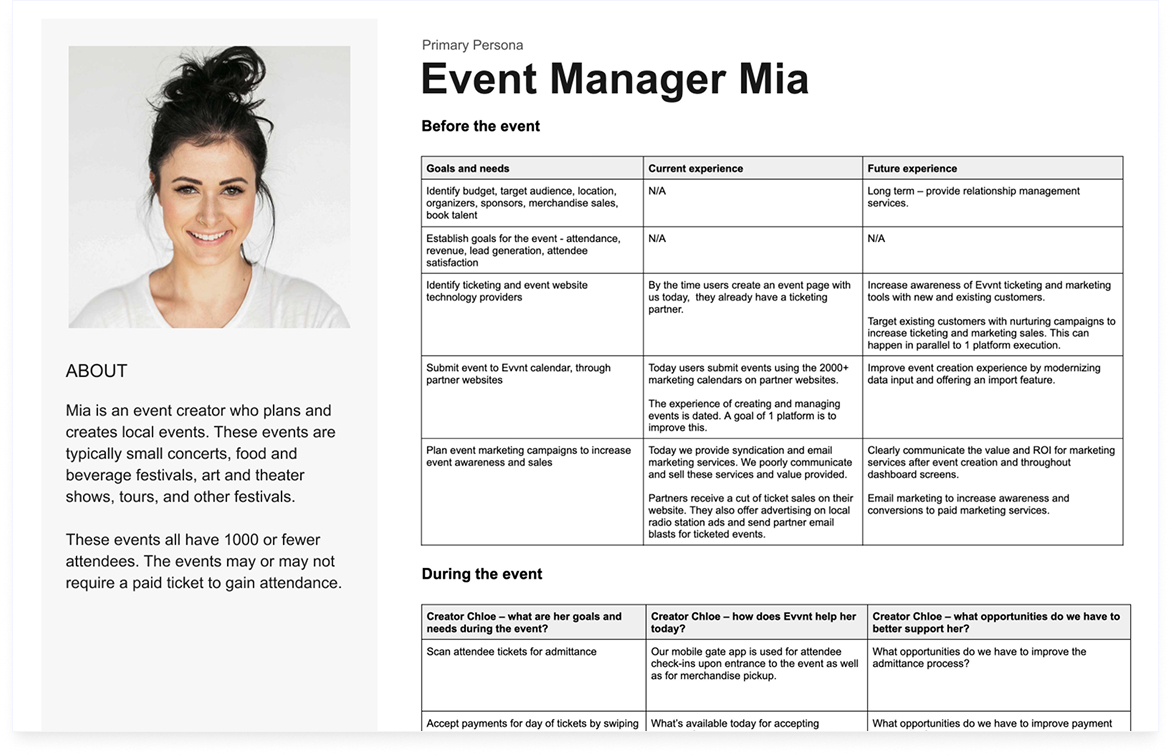 Primary Persona
Event Manager Mia
ABOUT
Mia is an event creator who plans and
creates local events. These events are
typically small concerts, food and
beverage festivals, art and theater
shows, tours, and other festivals.
These events all have 1000 or fewer
attendees. The events may or may not
require a paid ticket to gain attendance.
Before the event
Goals and needs
Current experience
Future experience
Identify budget, target audience, location,
organizers, sponsors, merchandise sales,
book talent
N/A
Long term – provide relationship management
services.
Establish goals for the event - attendance,
revenue, lead generation, attendee
satisfaction
N/A
N/A
Identify ticketing and event website
technology providers
By the time users create an event page with
us today,  they already have a ticketing
partner.
Increase awareness of Evvnt ticketing and marketing
tools with new and existing customers.
Target existing customers with nurturing campaigns to
increase ticketing and marketing sales. This can
happen in parallel to 1 platform execution.
Submit event to Evvnt calendar, through
partner websites
Today users submit events using the 2000+
marketing calendars on partner websites.
The experience of creating and managing
events is dated. A goal of 1 platform is to
improve this.
Improve event creation experience by modernizing
data input and offering an import feature.
Plan event marketing campaigns to increase
event awareness and sales
Today we provide syndication and email
marketing services. We poorly communicate
and sell these services and value provided.
Partners receive a cut of ticket sales on their
website. They also offer advertising on local
radio station ads and send partner email
blasts for ticketed events.
Clearly communicate the value and ROI for marketing
services after event creation and throughout
dashboard screens.
Email marketing to increase awareness and
conversions to paid marketing services.
During the event
Creator Chloe – what are her goals and
needs during the event?
Creator Chloe – how does Evvnt help her
today?
Creator Chloe – what opportunities do we have to
better support her?
Scan attendee tickets for admittance
Our mobile gate app is used for attendee
check-ins upon entrance to the event as well
as for merchandise pickup.
What opportunities do we have to improve the
admittance process?
Accept payments for day of tickets by swiping
What's available today for accepting
What opportunities do we have to improve payment